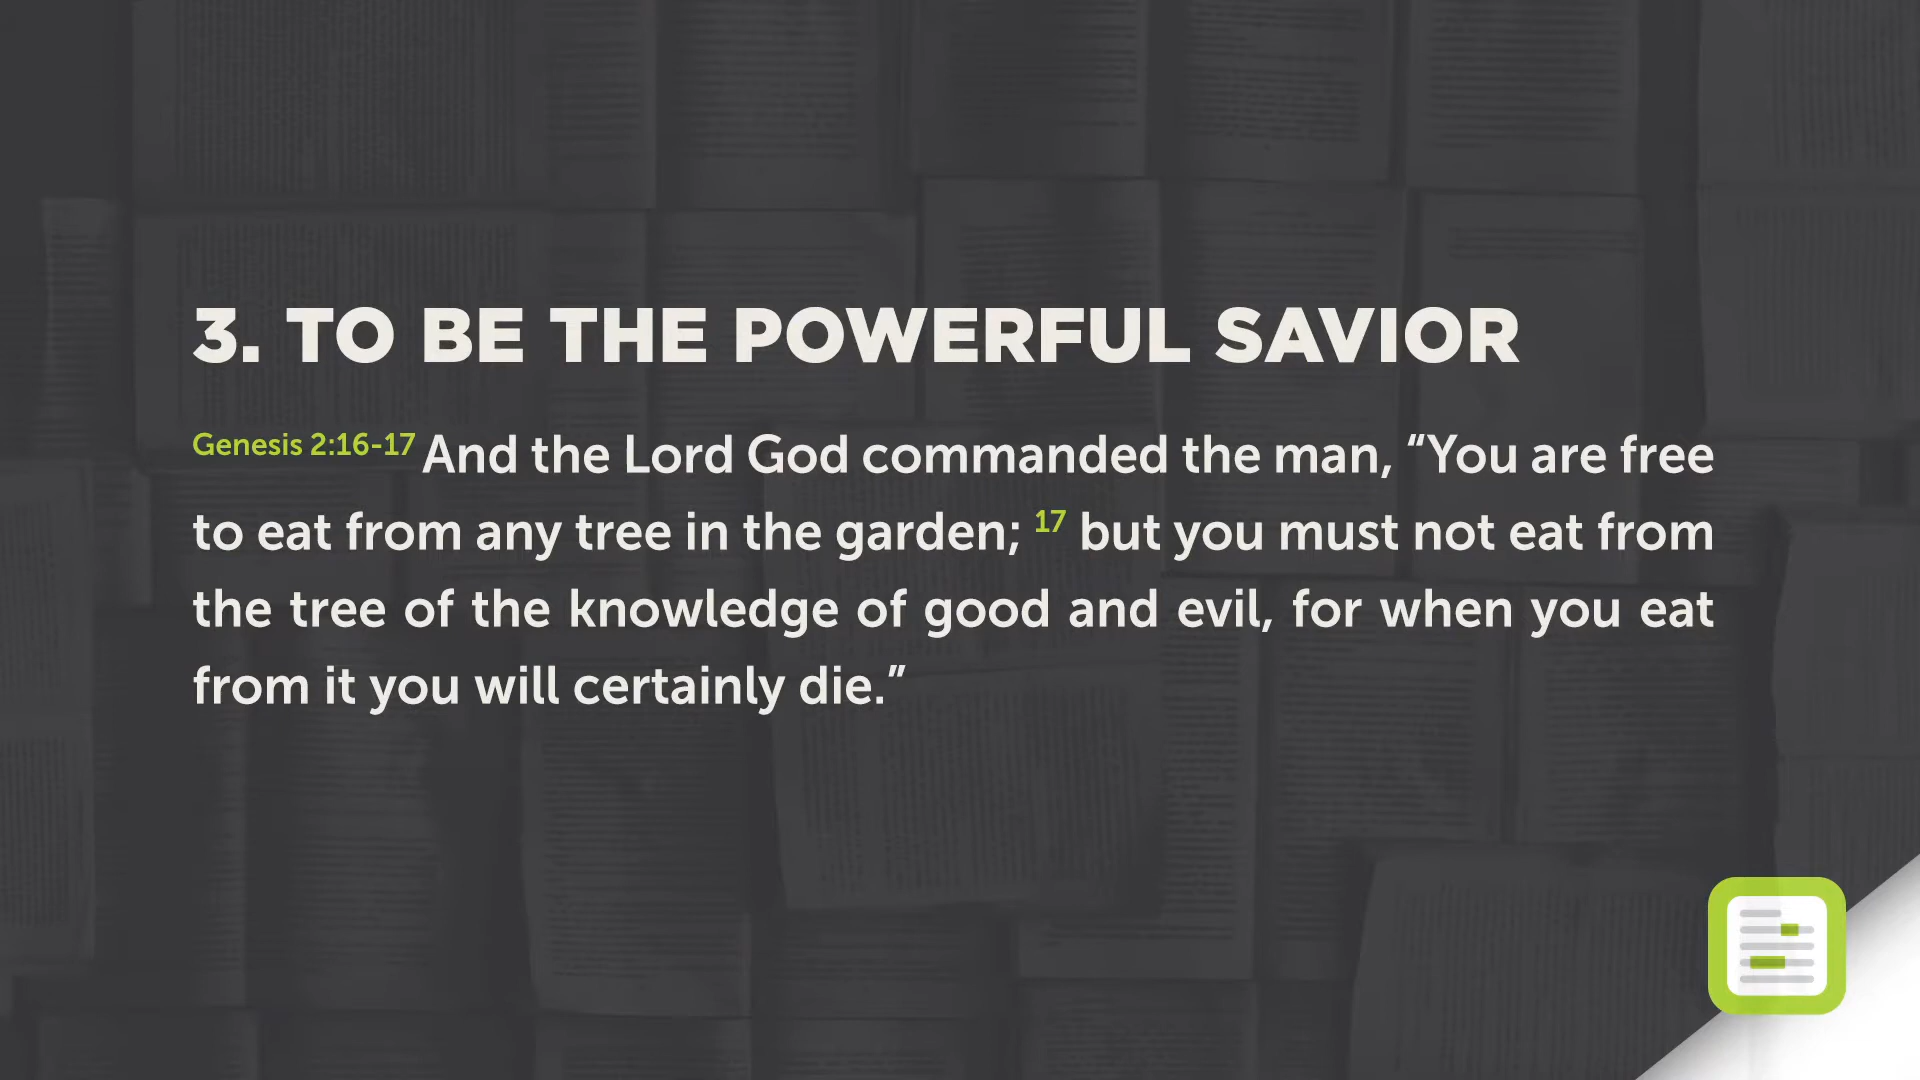 3. TO BE THE POWERFUL SAVIOR
Genesis 2:16-17 And the Lord God commanded the man, “You are free
to eat from any tree in the garden; 17 but you must not eat from
the tree of the knowledge of good and evil, for when you eat
from it you will certainly die.”